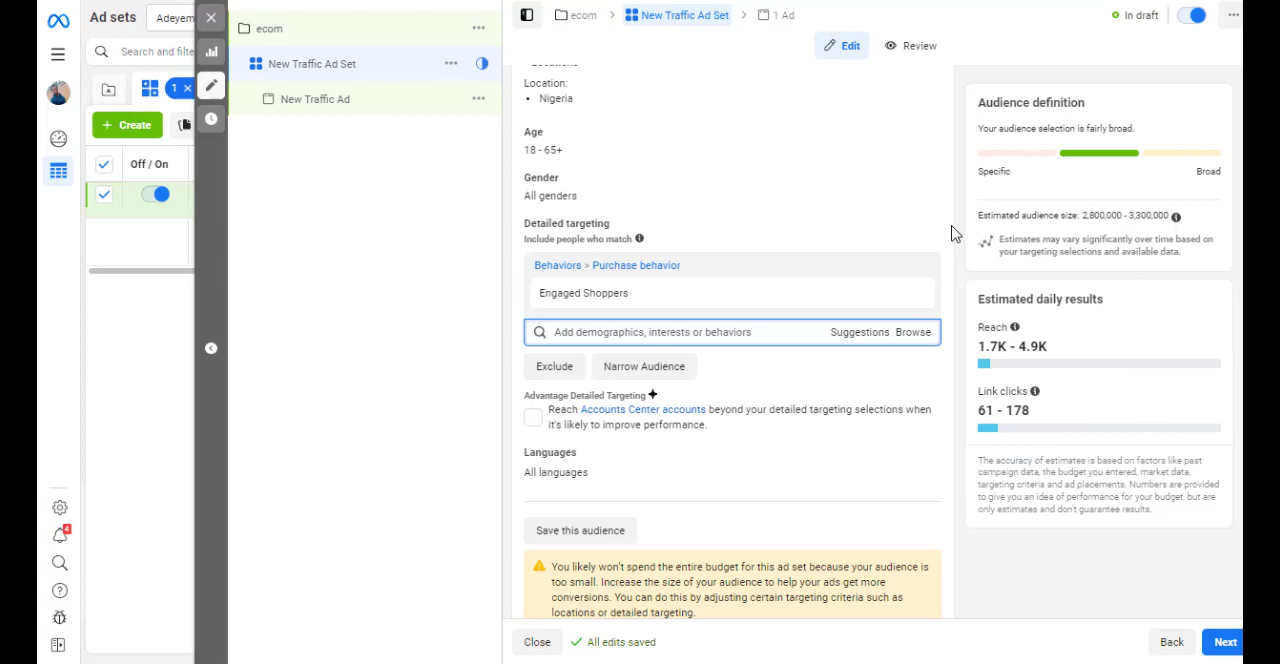 Ad sets
Adeyem
Search and filte
1 ×
+ Create
Off / On
ecom
New Traffic Ad Set
New Traffic Ad
ecom > New Traffic Ad Set > 1 Ad
In draft
Edit
Review
Locations
Location:
• Nigeria
Age
18 - 65+
Gender
All genders
Detailed targeting
Include people who match
Behaviors > Purchase behavior
Engaged Shoppers
Add demographics, interests or behaviors
Suggestions
Browse
Exclude
Narrow Audience
Advantage Detailed Targeting
Reach Accounts Center accounts beyond your detailed targeting selections when
it's likely to improve performance.
Languages
All languages
Save this audience
You likely won't spend the entire budget for this ad set because your audience is
too small. Increase the size of your audience to help your ads get more
conversions. You can do this by adjusting certain targeting criteria such as
locations or detailed targeting.
Close
All edits saved
Back
Next
Audience definition
Your audience selection is fairly broad.
Specific
Broad
Estimated audience size: 2,800,000 - 3,300,000
Estimates may vary significantly over time based on
your targeting selections and available data.
Estimated daily results
Reach
1.7K - 4.9K
Link clicks
61 - 178
The accuracy of estimates is based on factors like past
campaign data, the budget you entered, market data,
targeting criteria and ad placements. Numbers are provided
to give you an idea of performance for your budget, but are
only estimates and don't guarantee results.
4